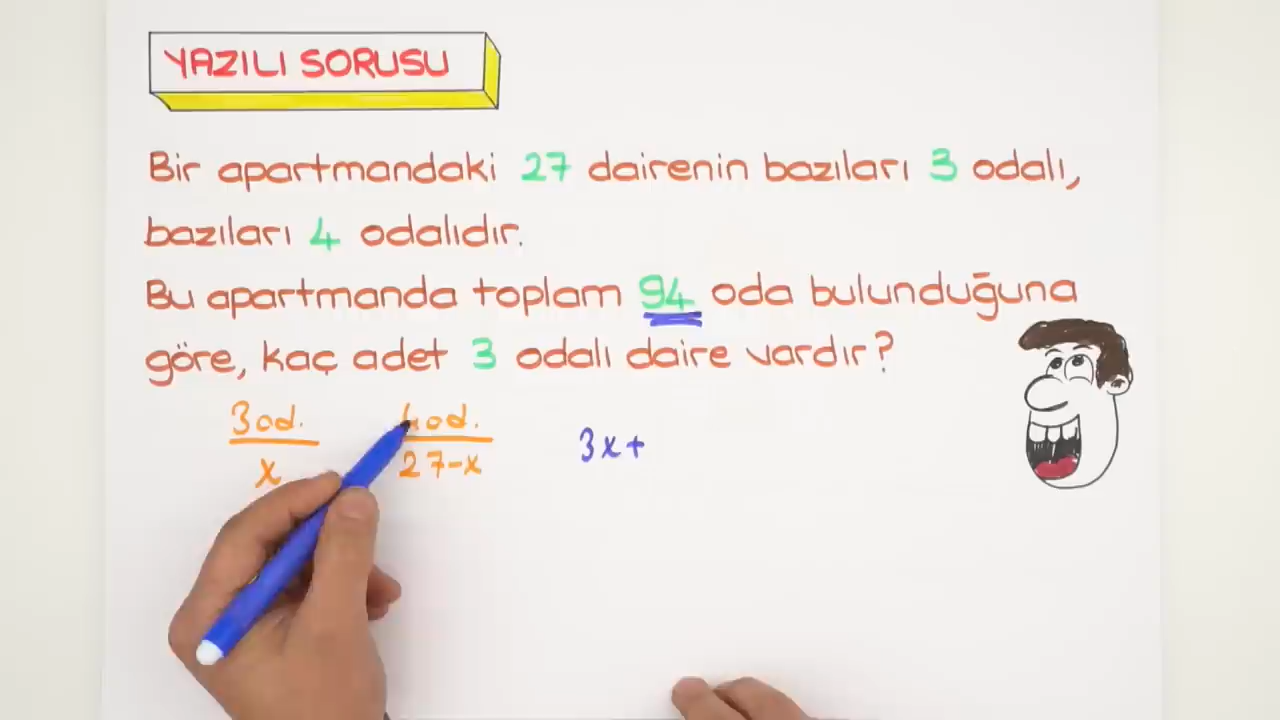 YAZILI SORUSU
Bir apartmandaki 27 dairenin bazıları 3 odalı,
bazıları 4 odalıdır.
Bu apartmanda toplam 94 oda bulunduğuna
göre, kaç adet 3 odalı daire vardır?
3od. 4od.
x 27-x 3x+